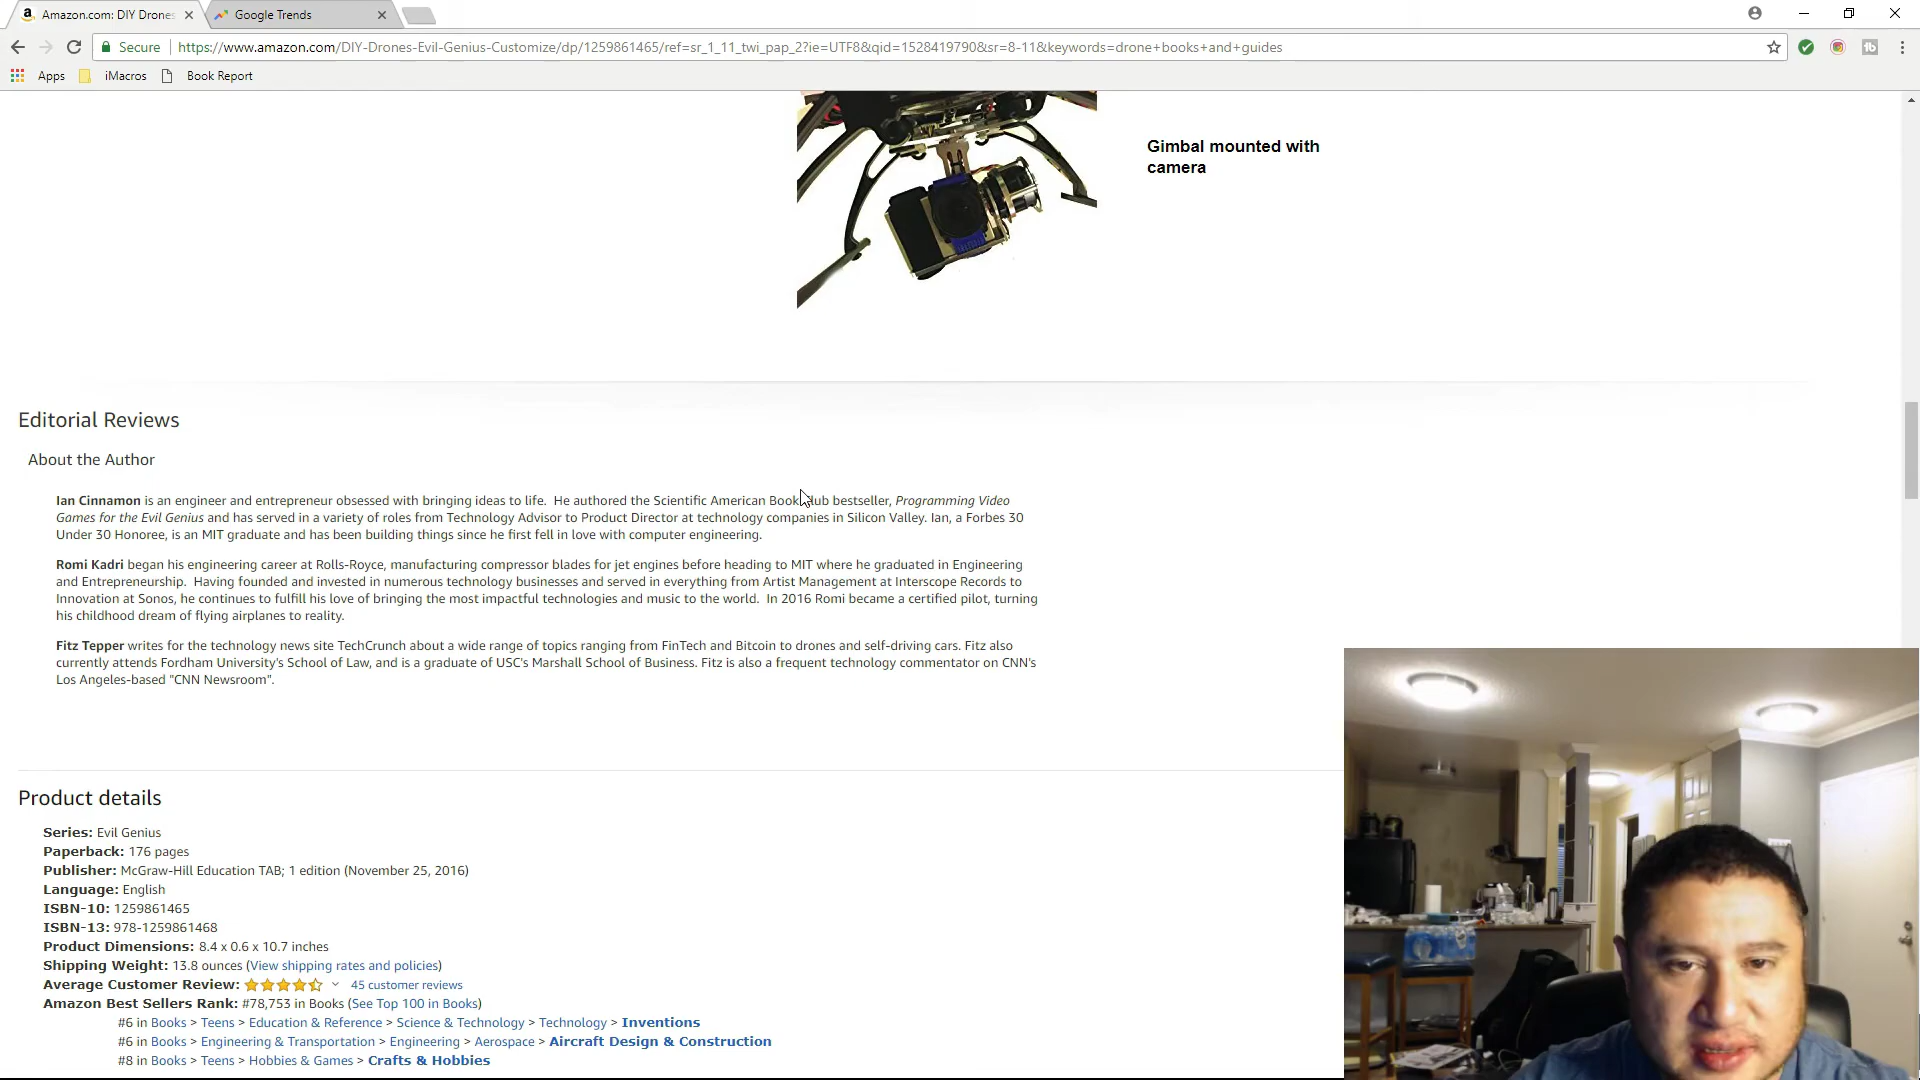 Amazon.com: DIY Drones
Google Trends
Secure
https://www.amazon.com/DIY-Drones-Evil-Genius-Customize/dp/1259861465/ref=sr_1_11_twi_pap_2?ie=UTF8&qid=1528419790&sr=8-11&keywords=drone+books+and+guides
Apps
iMacros
Book Report
Gimbal mounted with
camera
Editorial Reviews
About the Author
Ian Cinnamon is an engineer and entrepreneur obsessed with bringing ideas to life.  He authored the Scientific American Book Club bestseller, Programming Video
Games for the Evil Genius and has served in a variety of roles from Technology Advisor to Product Director at technology companies in Silicon Valley. Ian, a Forbes 30
Under 30 Honoree, is an MIT graduate and has been building things since he first fell in love with computer engineering.
Romi Kadri began his engineering career at Rolls-Royce, manufacturing compressor blades for jet engines before heading to MIT where he graduated in Engineering
and Entrepreneurship.  Having founded and invested in numerous technology businesses and served in everything from Artist Management at Interscope Records to
Innovation at Sonos, he continues to fulfill his love of bringing the most impactful technologies and music to the world.  In 2016 Romi became a certified pilot, turning
his childhood dream of flying airplanes to reality.
Fitz Tepper writes for the technology news site TechCrunch about a wide range of topics ranging from FinTech and Bitcoin to drones and self-driving cars. Fitz also
currently attends Fordham University's School of Law, and is a graduate of USC's Marshall School of Business. Fitz is also a frequent technology commentator on CNN's
Los Angeles-based "CNN Newsroom".
Product details
Series: Evil Genius
Paperback: 176 pages
Publisher: McGraw-Hill Education TAB; 1 edition (November 25, 2016)
Language: English
ISBN-10: 1259861465
ISBN-13: 978-1259861468
Product Dimensions: 8.4 x 0.6 x 10.7 inches
Shipping Weight: 13.8 ounces (View shipping rates and policies)
Average Customer Review: 45 customer reviews
Amazon Best Sellers Rank: #78,753 in Books (See Top 100 in Books)
#6 in Books > Teens > Education & Reference > Science & Technology > Technology > Inventions
#6 in Books > Engineering & Transportation > Engineering > Aerospace > Aircraft Design & Construction
#8 in Books > Teens > Hobbies & Games > Crafts & Hobbies